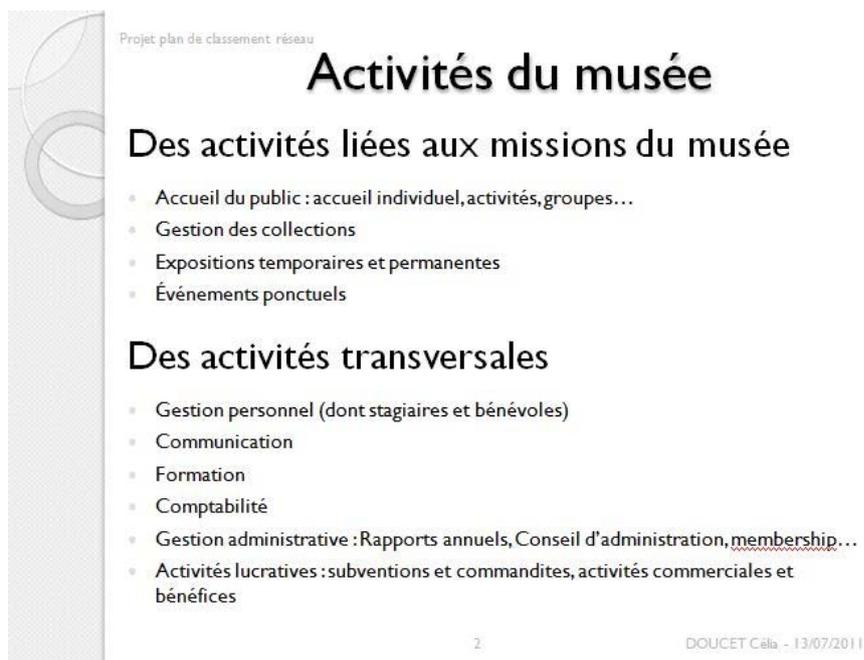 Projet plan de classement réseau
Activités du musée
Des activités liées aux missions du musée
Accueil du public : accueil individuel, activités, groupes…
Gestion des collections
Expositions temporaires et permanentes
Événements ponctuels
Des activités transversales
Gestion personnel (dont stagiaires et bénévoles)
Communication
Formation
Comptabilité
Gestion administrative : Rapports annuels, Conseil d'administration, membership…
Activités lucratives : subventions et commandites, activités commerciales et
bénéfices
2
DOUCET Célia - 13/07/2011